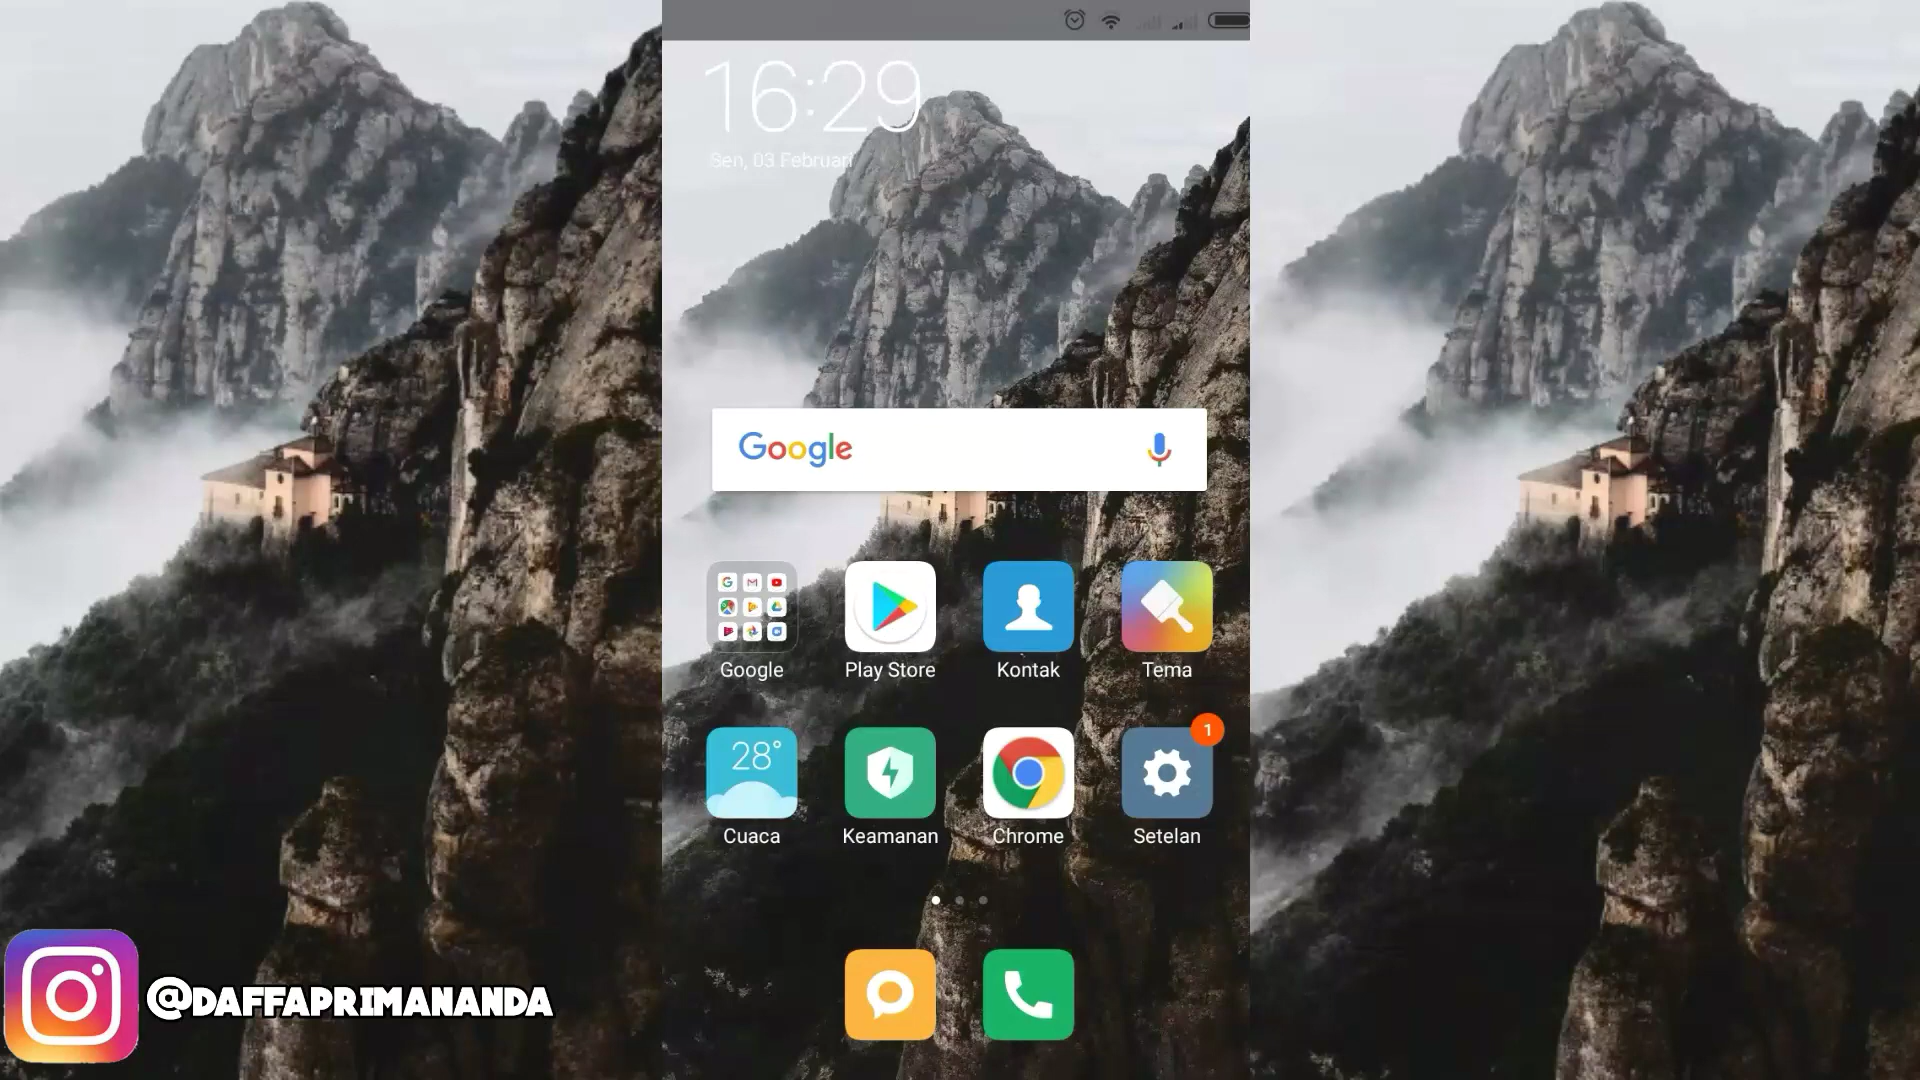 16:29
Sen, 03 Februari
Google
Google
Play Store
Kontak
Tema
28°
1
Cuaca
Keamanan
Chrome
Setelan
@DAFFAPRIMANANDA